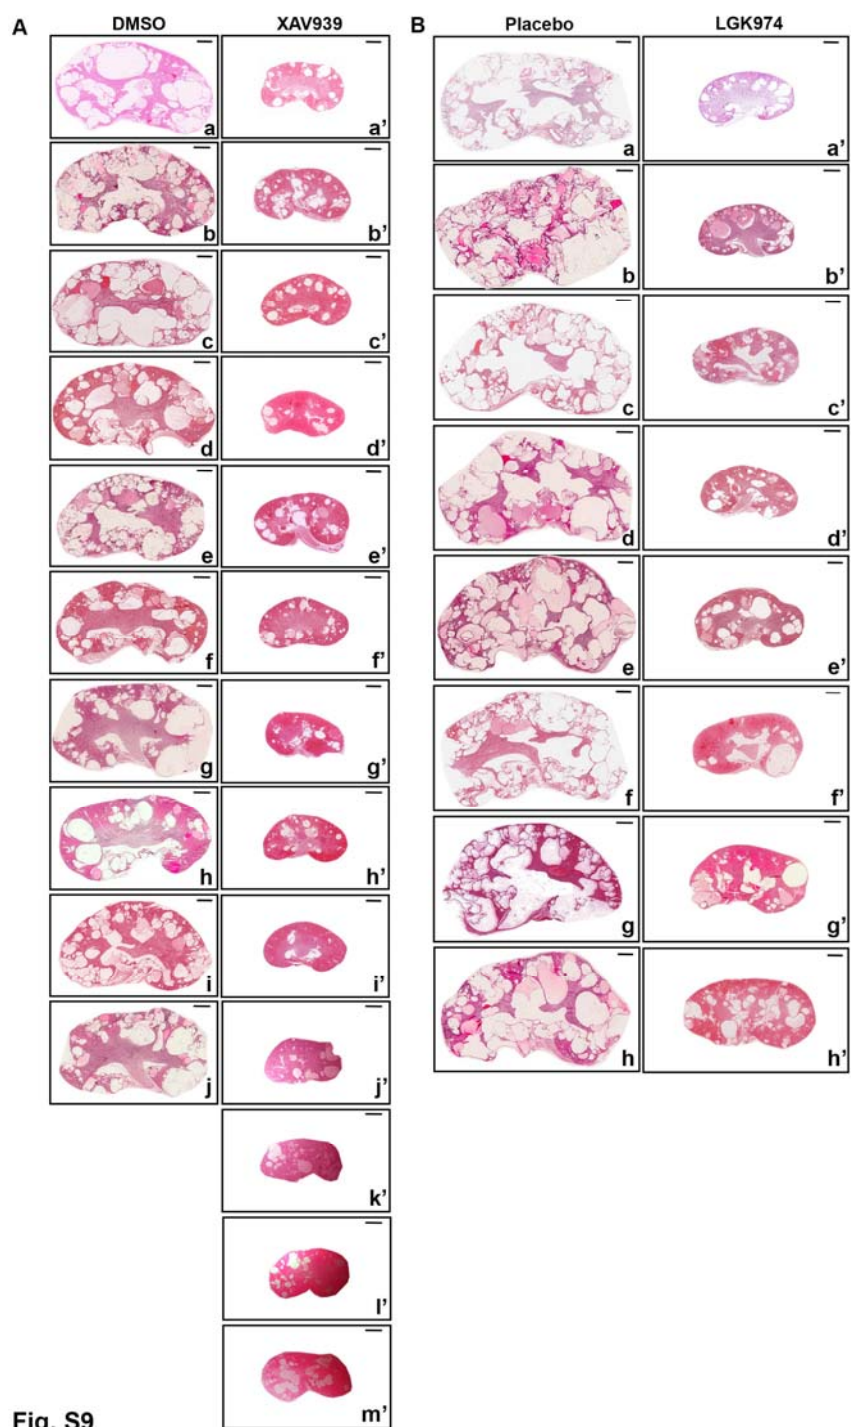 A
DMSO
XAV939
B
Placebo
LGK974
a
a'
a
a'
b
b'
b
b'
c
c'
c
c'
d
d'
d
d'
e
e'
e
e'
f
f'
f
f'
g
g'
g
g'
h
h'
h
h'
i
i'
j
j'
k'
l'
m'
Fig. S9